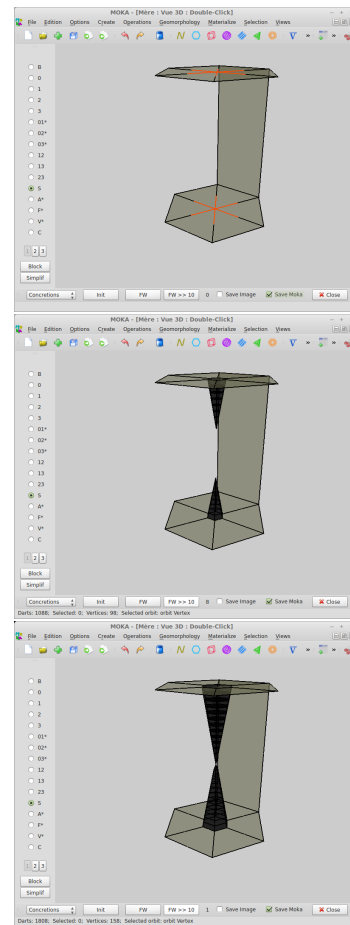 MOKA - [Mère : Vue 3D : Double-Click]
File Edition Options Create Operations Geomorphology Materialize Selection Views
B
0
1
2
3
01*
02*
03*
12
13
23
S
A*
F*
V*
C
1 2 3
Block
Simplif
Concretions Init FW FW >> 10 0 Save Image Save Moka Close
MOKA - [Mère : Vue 3D : Double-Click]
File Edition Options Create Operations Geomorphology Materialize Selection Views
B
0
1
2
3
01*
02*
03*
12
13
23
S
A*
F*
V*
C
1 2 3
Block
Simplif
Concretions Init FW FW >> 10 8 Save Image Save Moka Close
Darts: 1088; Selected: 0; Vertices: 98; Selected orbit: orbit Vertex
MOKA - [Mère : Vue 3D : Double-Click]
File Edition Options Create Operations Geomorphology Materialize Selection Views
B
0
1
2
3
01*
02*
03*
12
13
23
S
A*
F*
V*
C
1 2 3
Block
Simplif
Concretions Init FW FW >> 10 1 Save Image Save Moka Close
Darts: 1808; Selected: 0; Vertices: 158; Selected orbit: orbit Vertex